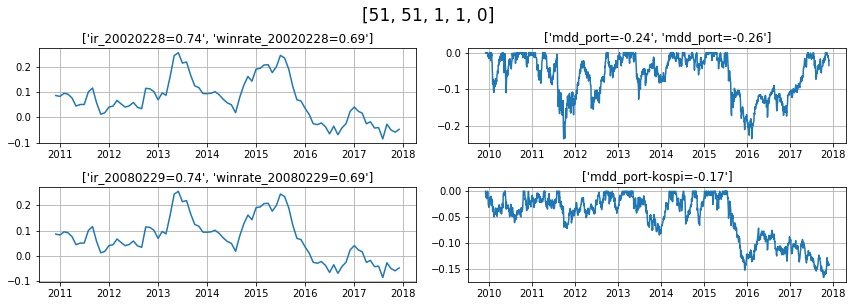 [51, 51, 1, 1, 0]
['ir_20020228=0.74', 'winrate_20020228=0.69']
0.2
0.1
0.0
−0.1
2011 2012 2013 2014 2015 2016 2017 2018
['mdd_port=-0.24', 'mdd_port=-0.26']
0.0
−0.1
−0.2
2010 2011 2012 2013 2014 2015 2016 2017 2018
['ir_20080229=0.74', 'winrate_20080229=0.69']
0.2
0.1
0.0
−0.1
2011 2012 2013 2014 2015 2016 2017 2018
['mdd_port-kospi=-0.17']
0.00
−0.05
−0.10
−0.15
2010 2011 2012 2013 2014 2015 2016 2017 2018